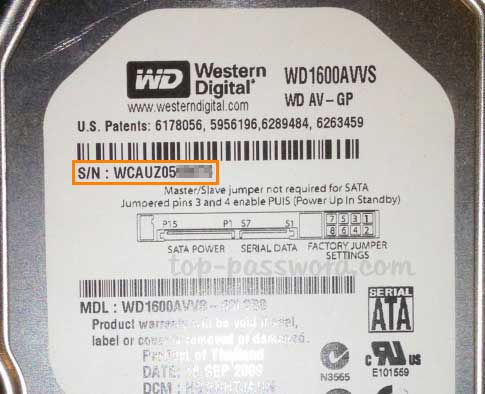 WD Western Digital®
WD1600AVVS
www.westerndigital.com
WD AV-GP
U.S. Patents: 6178056, 5956196,6289484, 6263459
S/N : WCAUZ05
Master/Slave jumper not required for SATA
Jumpered pins 3 and 4 enable PUIS (Power Up In Standby)
P15 P1 S7 S1
7 5 3 1
8 6 4 2
SATA POWER SERIAL DATA FACTORY JUMPER
SETTINGS
top-password.com
MDL : WD1600AVVS-
Product warranty will be void if seal,
label or cover is removed or damaged.
Product of Thailand
DATE: SEP 2009
DCM :
SERIAL
ATA
N3565
E101559